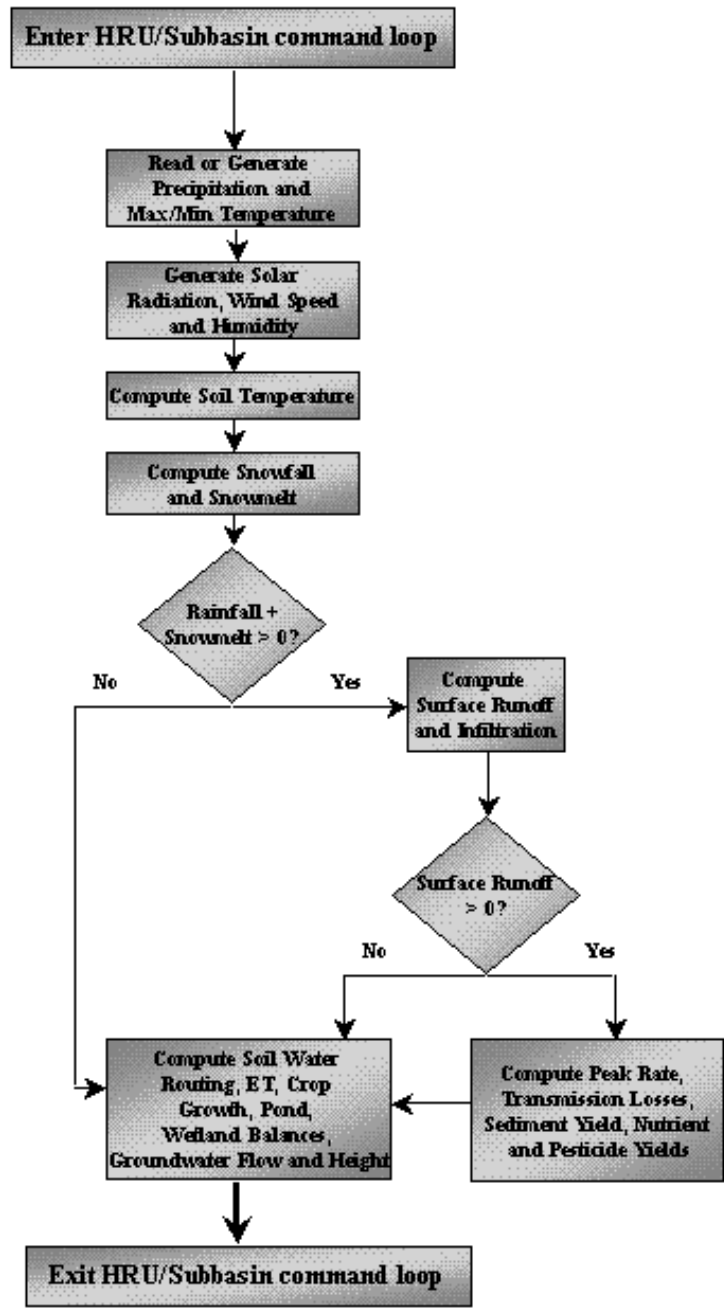 Enter HRU/Subbasin command loop
Read or Generate
Precipitation and
Max/Min Temperature
Generate Solar
Radiation, Wind Speed
and Humidity
Compute Soil Temperature
Compute Snowfall
and Snowmelt
Rainfall +
Snowmelt > 0?
No
Yes
Compute
Surface Runoff
and Infiltration
Surface Runoff
> 0?
No
Yes
Compute Soil Water
Routing, ET, Crop
Growth, Pond,
Wetland Balances,
Groundwater Flow and Height
Compute Peak Rate,
Transmission Losses,
Sediment Yield, Nutrient
and Pesticide Yields
Exit HRU/Subbasin command loop